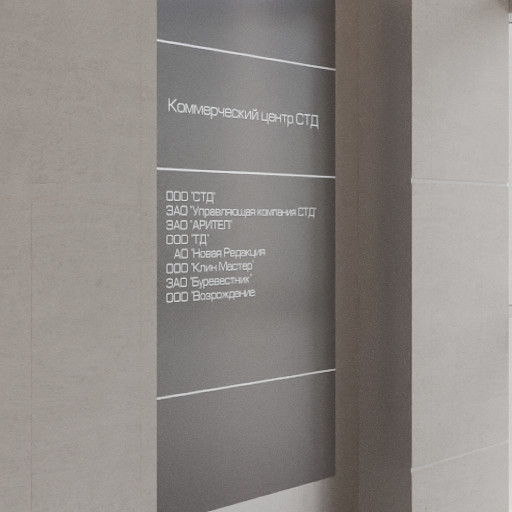 Коммерческий центр СТД
ООО "СТД"
ЗАО "Управляющая компания СТД"
ЗАО "АРИТЕЛ"
ООО "ТД"
АО "Новая Редакция
ООО "Клин Мастер"
ЗАО "Буревестник"
ООО "Возрождение